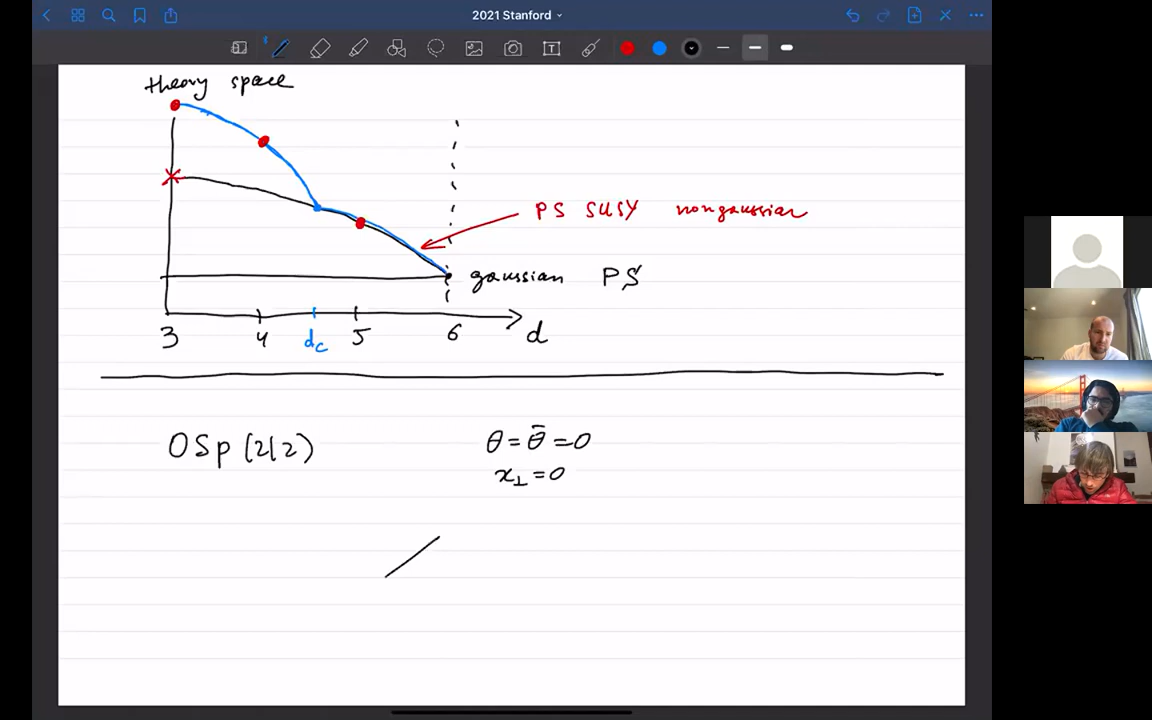 2021 Stanford
theory space
PS SUSY nongaussian
gaussian PS
3 4 dc 5 6 d
OSp(2|2)
θ = θ̄ = 0
x⊥ = 0